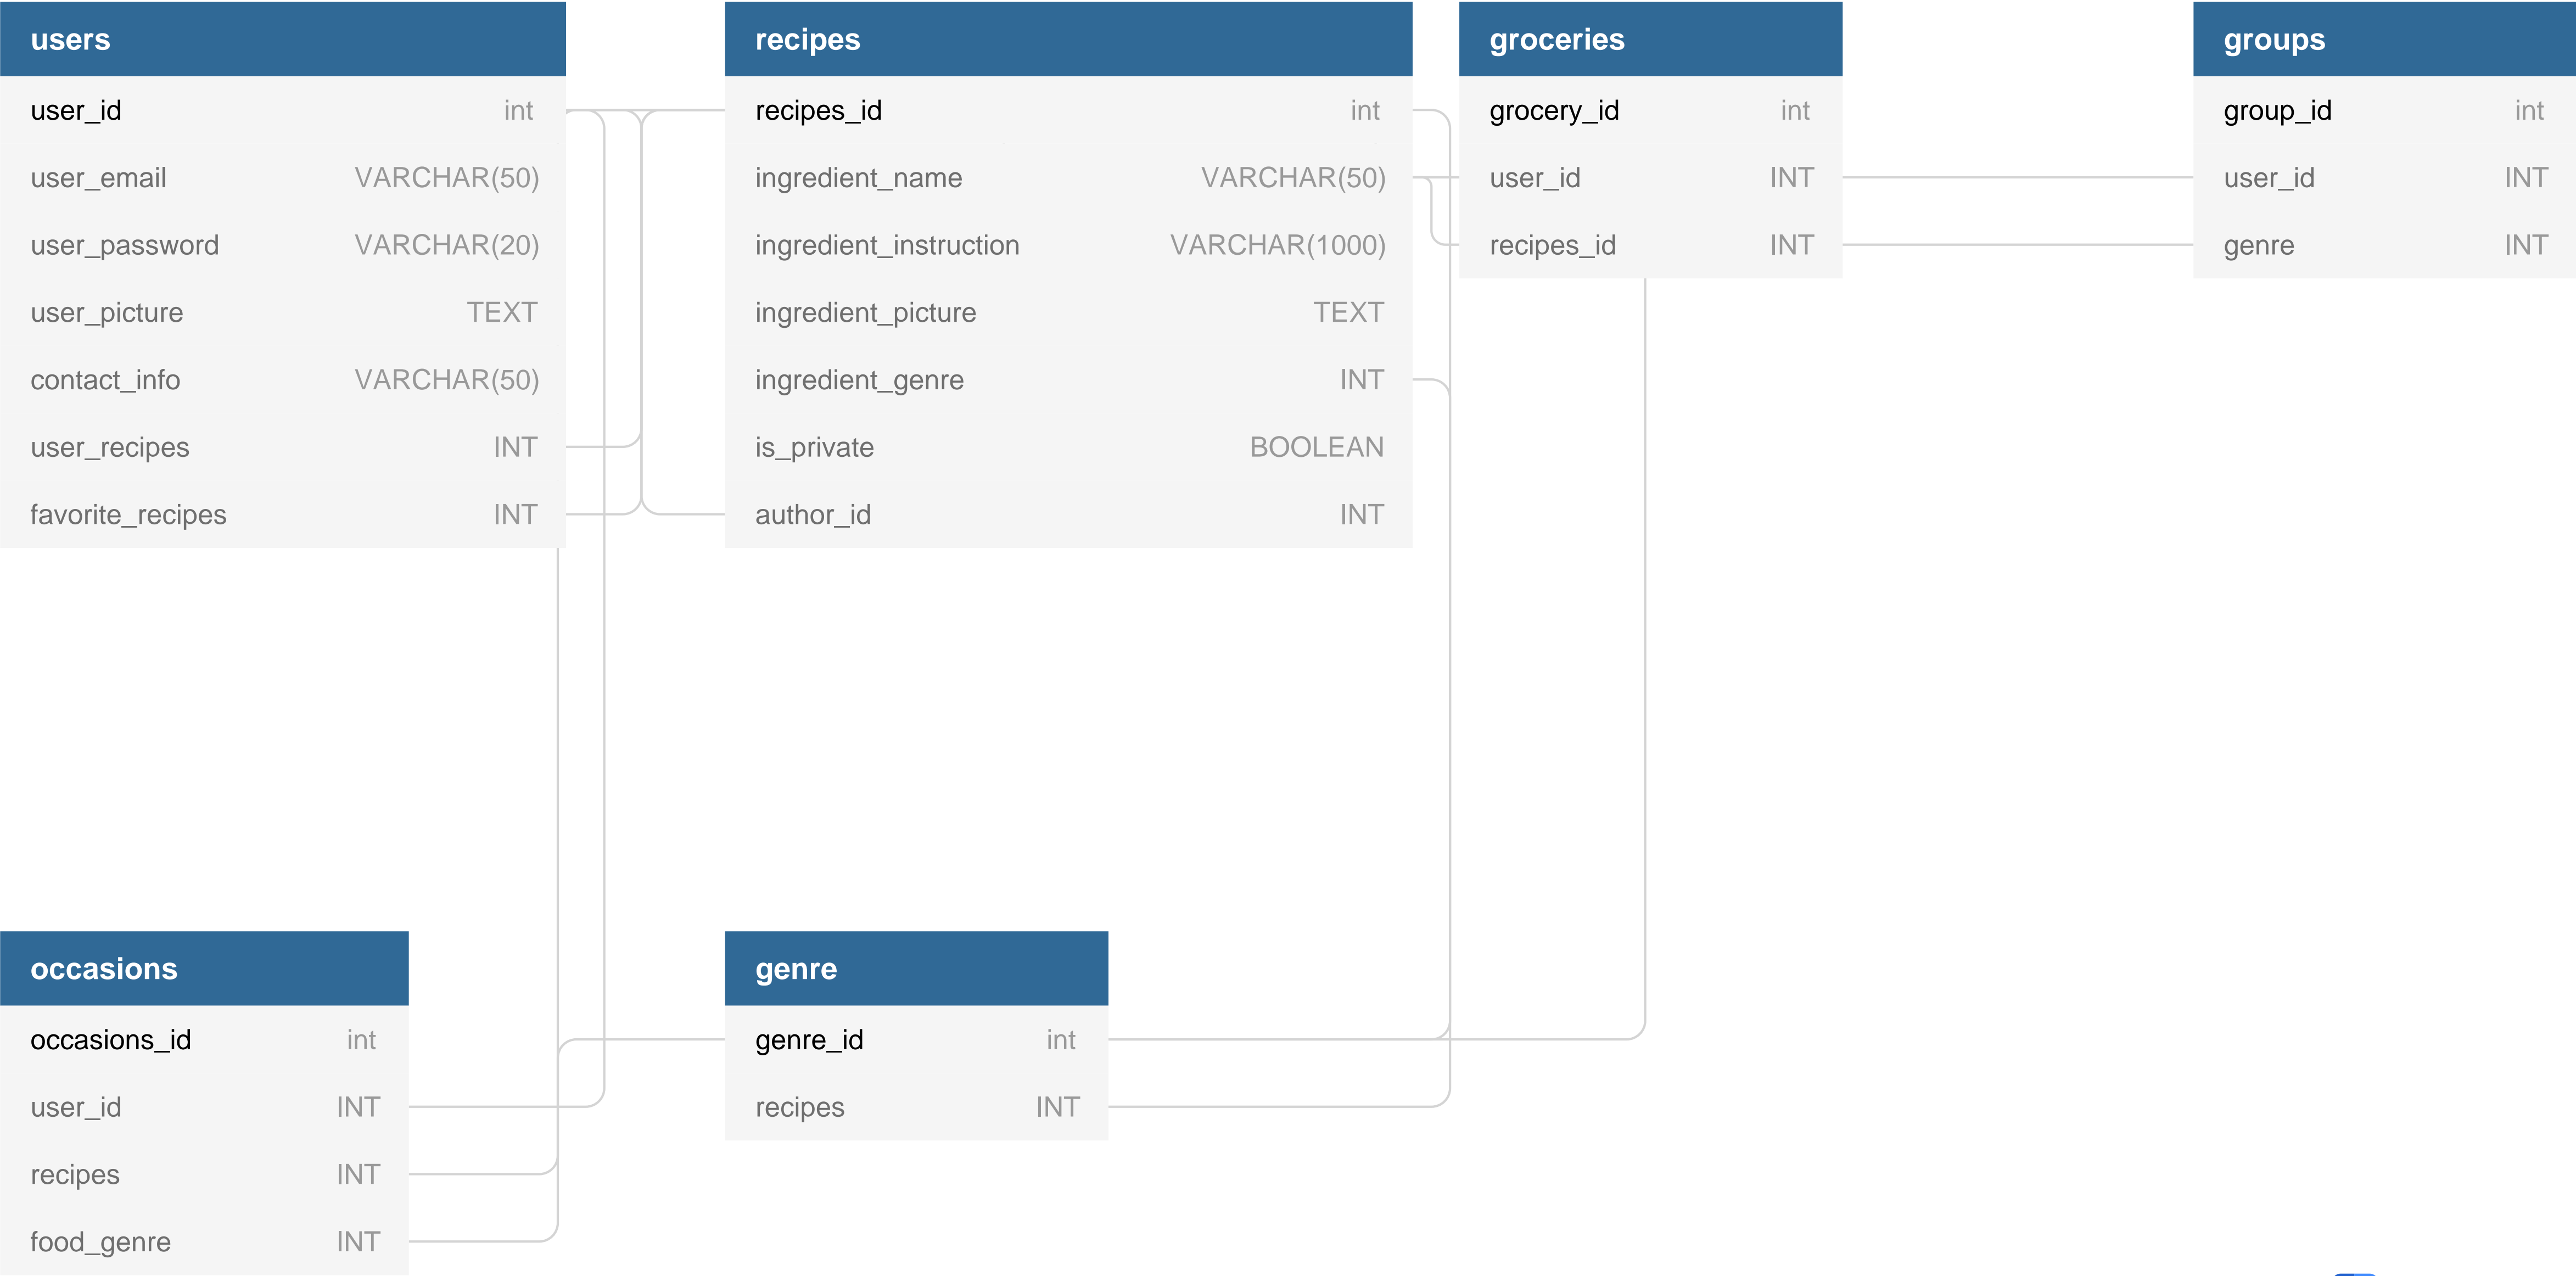 users
user_id int
user_email VARCHAR(50)
user_password VARCHAR(20)
user_picture TEXT
contact_info VARCHAR(50)
user_recipes INT
favorite_recipes INT
recipes
recipes_id int
ingredient_name VARCHAR(50)
ingredient_instruction VARCHAR(1000)
ingredient_picture TEXT
ingredient_genre INT
is_private BOOLEAN
author_id INT
groceries
grocery_id int
user_id INT
recipes_id INT
groups
group_id int
user_id INT
genre INT
occasions
occasions_id int
user_id INT
recipes INT
food_genre INT
genre
genre_id int
recipes INT